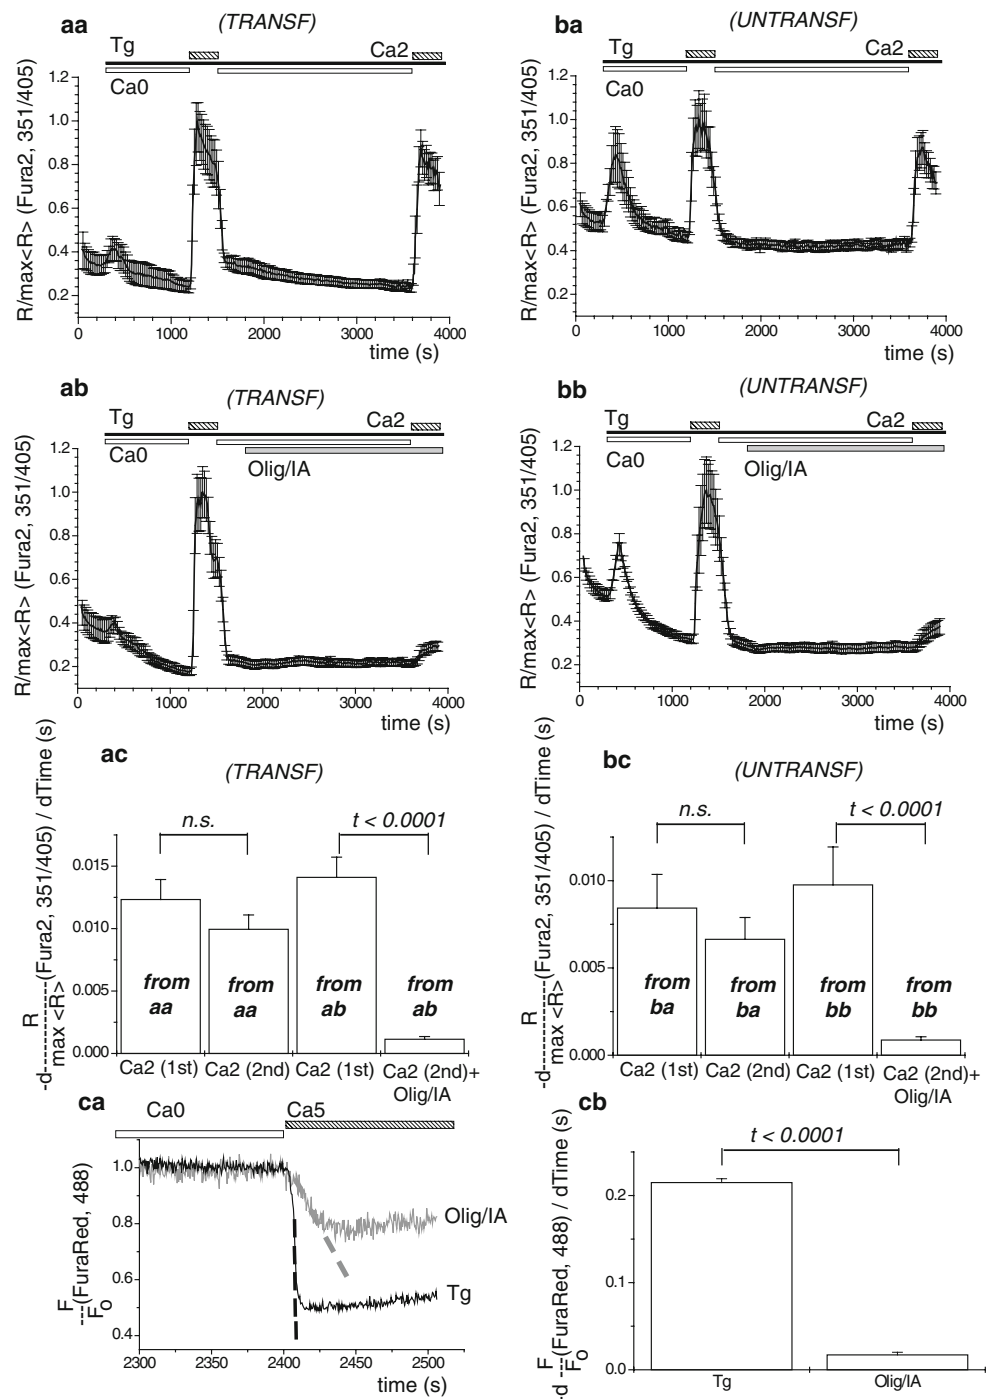 aa
(TRANSF)
Tg
Ca2
Ca0
R/max<R> (Fura2, 351/405)
1.2
1.0
0.8
0.6
0.4
0.2
0 1000 2000 3000 4000
time (s)
ba
(UNTRANSF)
Tg
Ca2
Ca0
R/max<R> (Fura2, 351/405)
1.2
1.0
0.8
0.6
0.4
0.2
0 1000 2000 3000 4000
time (s)
ab
(TRANSF)
Tg
Ca2
Ca0
Olig/IA
R/max<R> (Fura2, 351/405)
1.2
1.0
0.8
0.6
0.4
0.2
0 1000 2000 3000 4000
time (s)
bb
(UNTRANSF)
Tg
Ca2
Ca0
Olig/IA
R/max<R> (Fura2, 351/405)
1.2
1.0
0.8
0.6
0.4
0.2
0 1000 2000 3000 4000
time (s)
ac
(TRANSF)
n.s.
t < 0.0001
R
-d---------(Fura2, 351/405) / dTime (s)
max <R>
0.015
0.010
0.005
0.000
from aa
from aa
from ab
from ab
Ca2 (1st) Ca2 (2nd) Ca2 (1st) Ca2 (2nd)+
Olig/IA
bc
(UNTRANSF)
n.s.
t < 0.0001
R
-d---------(Fura2, 351/405) / dTime (s)
max <R>
0.010
0.005
0.000
from ba
from ba
from bb
from bb
Ca2 (1st) Ca2 (2nd) Ca2 (1st) Ca2 (2nd)+
Olig/IA
ca
Ca0
Ca5
F
---(FuraRed, 488)
Fo
1.0
0.8
0.6
0.4
Olig/IA
Tg
2300 2350 2400 2450 2500
time (s)
cb
t < 0.0001
F
-d ---(FuraRed, 488) / dTime (s)
Fo
0.2
0.1
0.0
Tg
Olig/IA